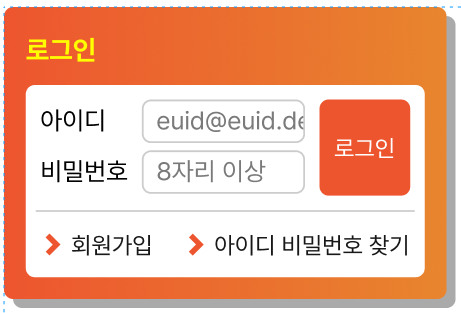 로그인
아이디 euid@euid.de
비밀번호 8자리 이상
로그인
회원가입 아이디 비밀번호 찾기